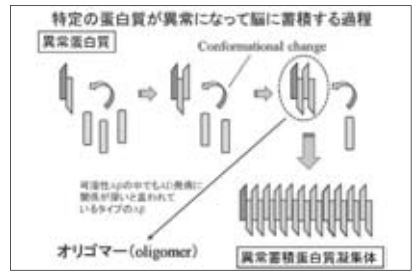 特定の蛋白質が異常になって脳に蓄積する過程
異常蛋白質
Conformational change
可溶性Aβの中でもAD発病に
関係が深いと言われて
いるタイプのAβ
オリゴマー(oligomer)
異常蓄積蛋白質凝集体